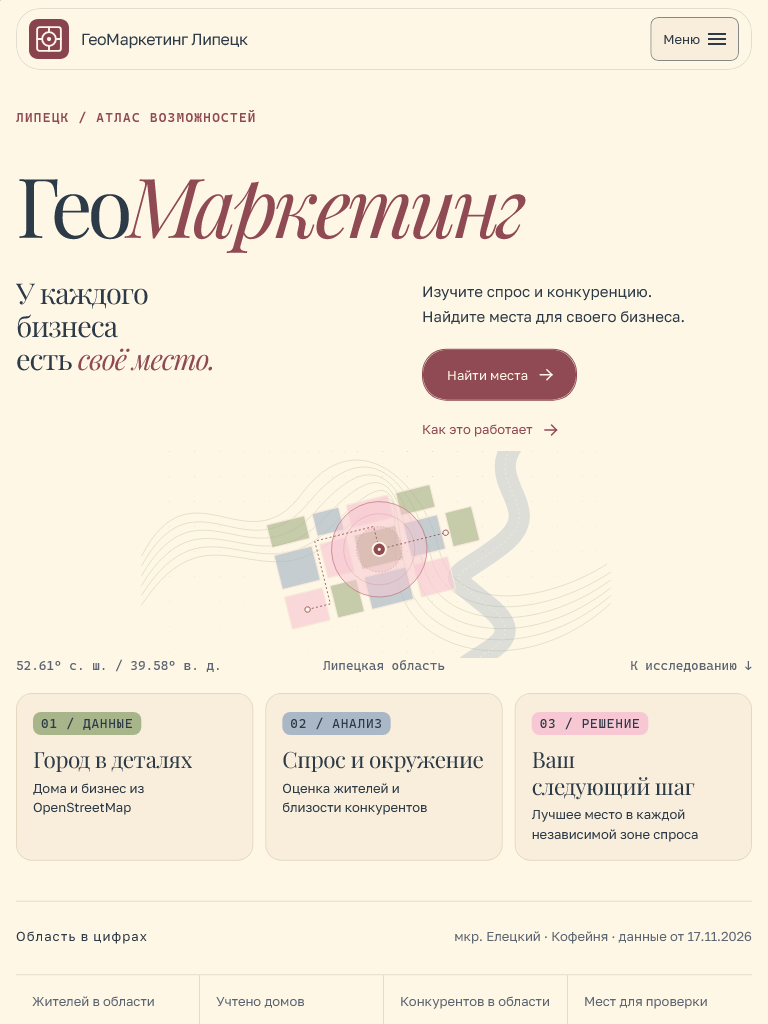 ГеоМаркетинг Липецк
Меню
ЛИПЕЦК / АТЛАС ВОЗМОЖНОСТЕЙ
ГеоМаркетинг
У каждого
бизнеса
есть своё место.
Изучите спрос и конкуренцию.
Найдите места для своего бизнеса.
Найти места →
Как это работает →
52.61° с. ш. / 39.58° в. д.
Липецкая область
К исследованию ↓
01 / ДАННЫЕ
Город в деталях
Дома и бизнес из
OpenStreetMap
02 / АНАЛИЗ
Спрос и окружение
Оценка жителей и
близости конкурентов
03 / РЕШЕНИЕ
Ваш
следующий шаг
Лучшее место в каждой
независимой зоне спроса
Область в цифрах
мкр. Елецкий · Кофейня · данные от 17.11.2026
Жителей в области
Учтено домов
Конкурентов в области
Мест для проверки